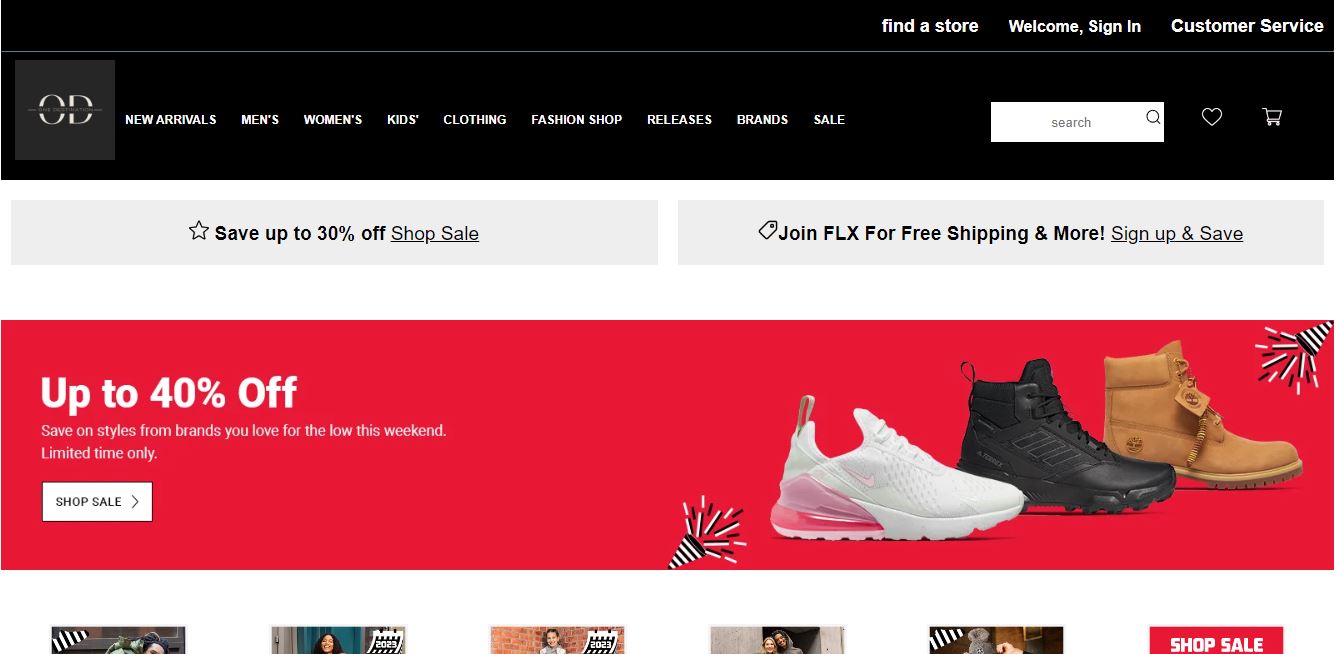 find a store Welcome, Sign In Customer Service
OD
ONE DESTINATION
NEW ARRIVALS MEN'S WOMEN'S KIDS' CLOTHING FASHION SHOP RELEASES BRANDS SALE
search
Save up to 30% off Shop Sale
Join FLX For Free Shipping & More! Sign up & Save
Up to 40% Off
Save on styles from brands you love for the low this weekend.
Limited time only.
SHOP SALE
2023
2023
SHOP SALE